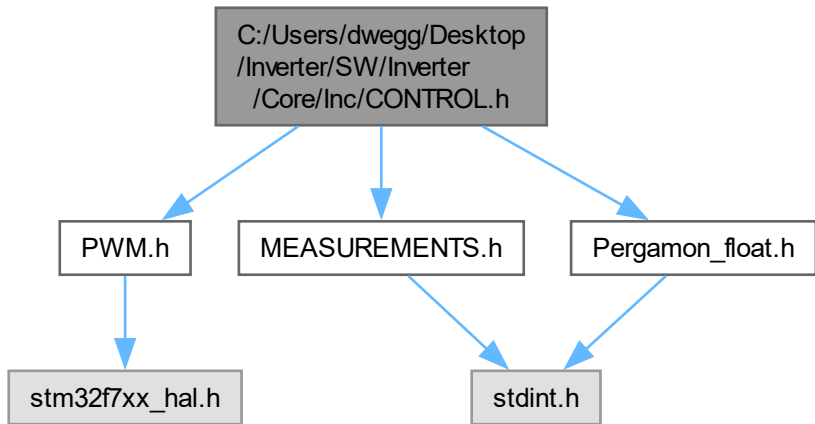 C:/Users/dwegg/Desktop
/Inverter/SW/Inverter
/Core/Inc/CONTROL.h
PWM.h
MEASUREMENTS.h
Pergamon_float.h
stm32f7xx_hal.h
stdint.h